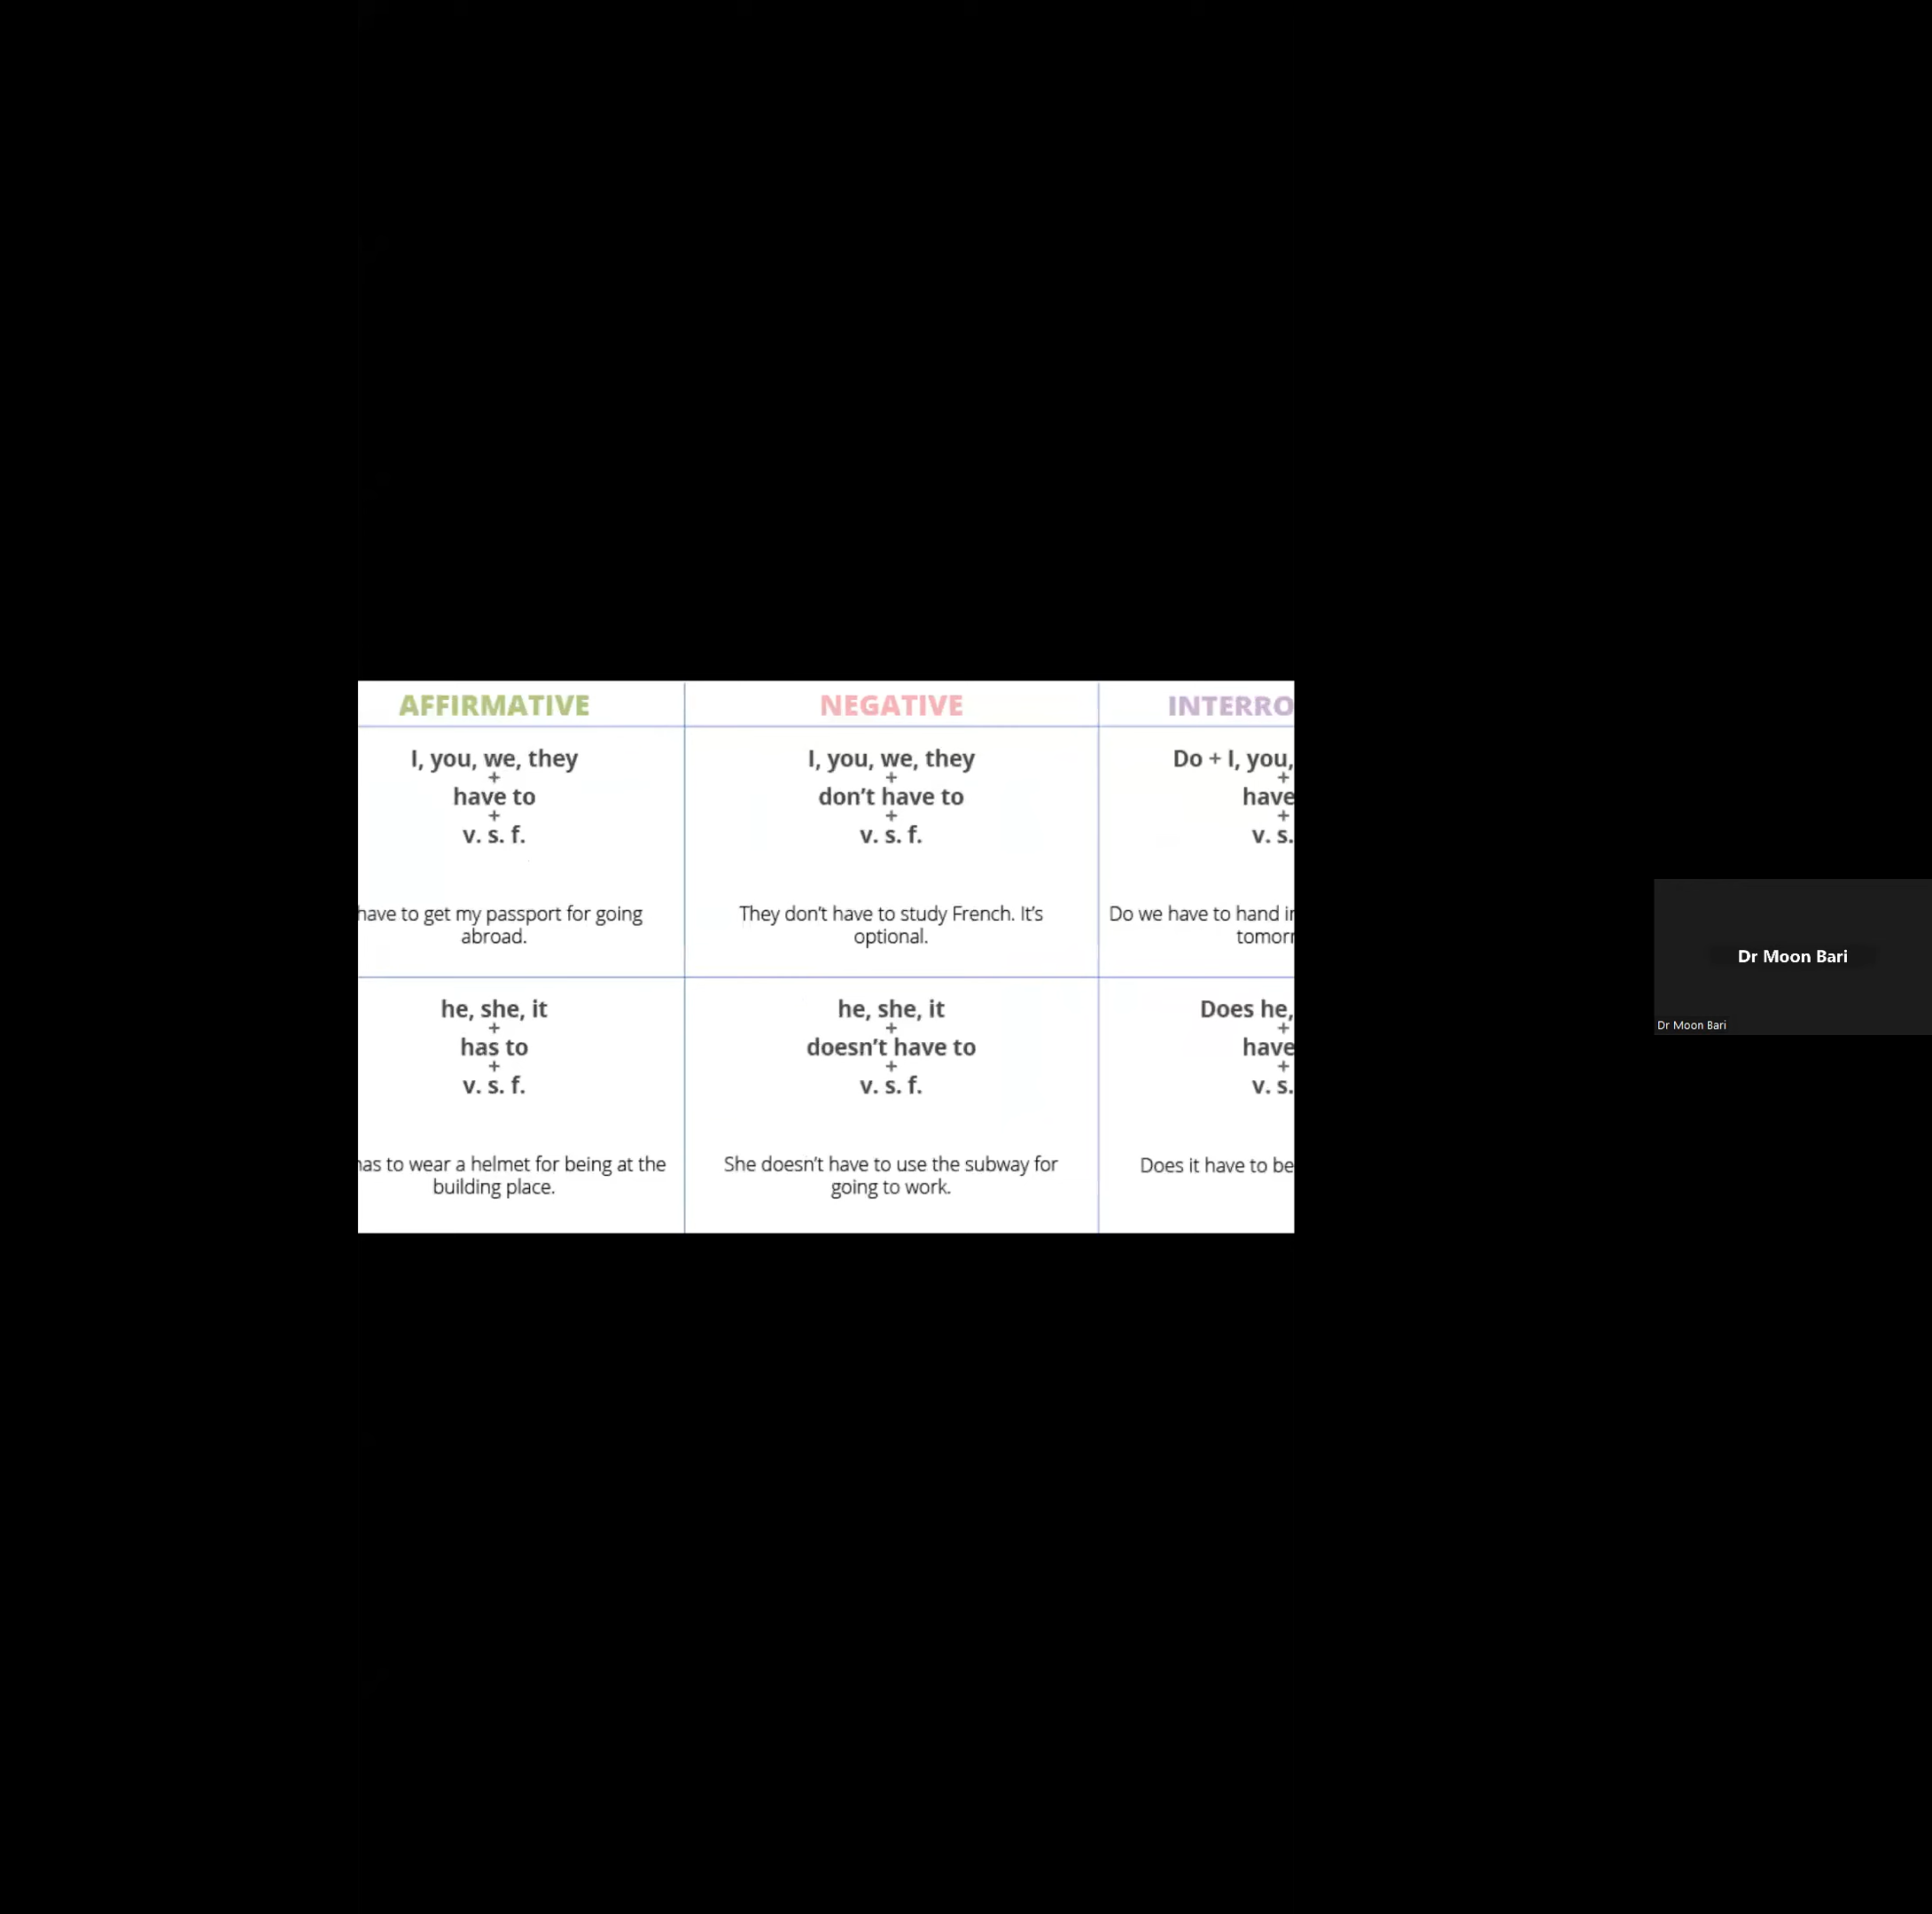 AFFIRMATIVE
NEGATIVE
INTERRO
I, you, we, they
+
have to
+
v. s. f.
I, you, we, they
+
don't have to
+
v. s. f.
Do + I, you,
+
have
+
v. s.
have to get my passport for going
abroad.
They don't have to study French. It's
optional.
Do we have to hand in
tomorr
he, she, it
+
has to
+
v. s. f.
he, she, it
+
doesn't have to
+
v. s. f.
Does he,
+
have
+
v. s.
has to wear a helmet for being at the
building place.
She doesn't have to use the subway for
going to work.
Does it have to be
Dr Moon Bari
Dr Moon Bari